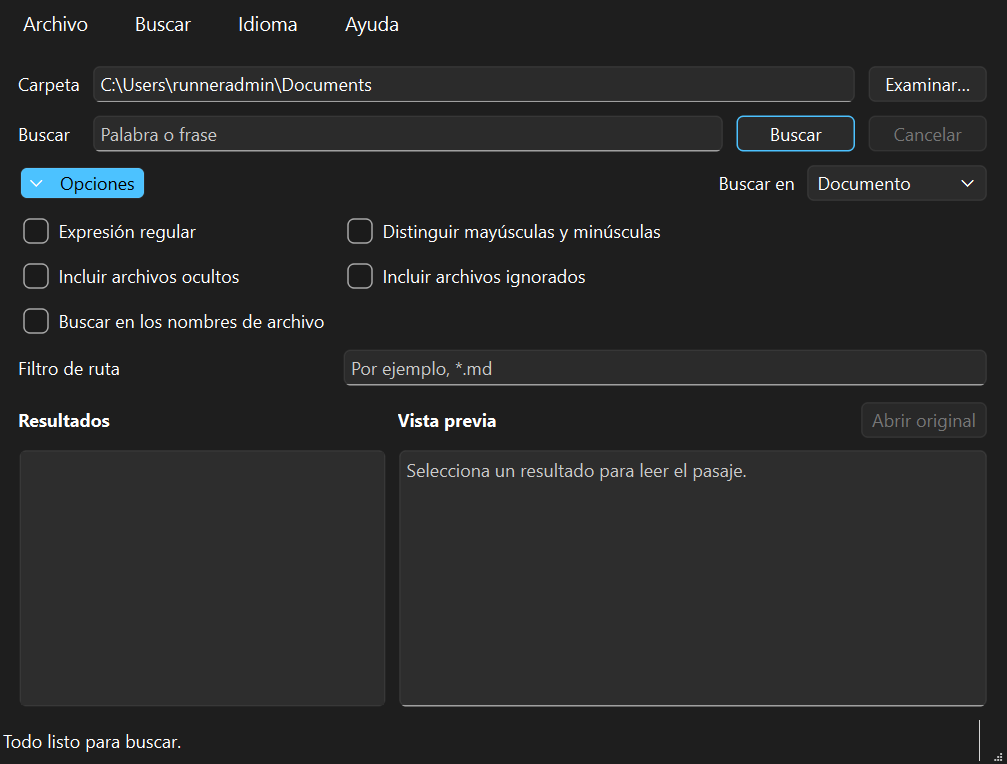 Archivo Buscar Idioma Ayuda
Carpeta C:\Users\runneradmin\Documents Examinar...
Buscar Palabra o frase Buscar Cancelar
Opciones Buscar en Documento
Expresión regular Distinguir mayúsculas y minúsculas
Incluir archivos ocultos Incluir archivos ignorados
Buscar en los nombres de archivo
Filtro de ruta Por ejemplo, *.md
Resultados Vista previa Abrir original
Selecciona un resultado para leer el pasaje.
Todo listo para buscar.